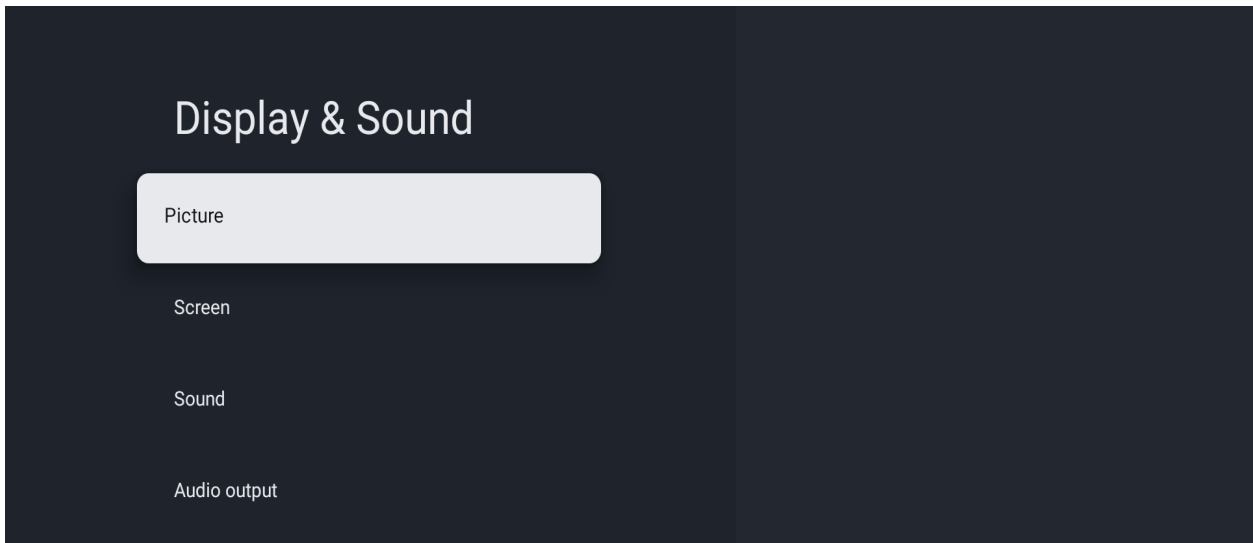 Display & Sound
Picture
Screen
Sound
Audio output